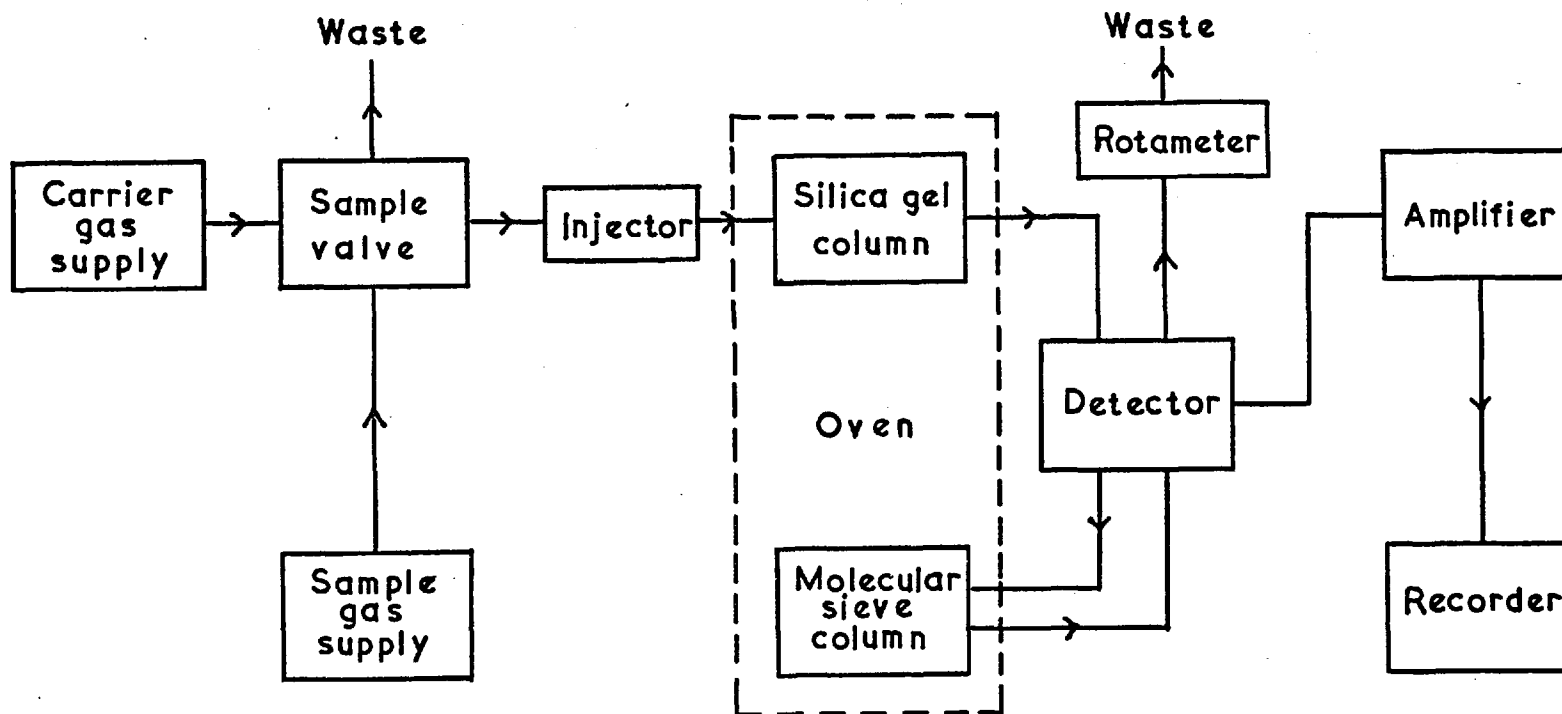 Waste
Waste
Carrier
gas
supply
Sample
valve
Injector
Silica gel
column
Rotameter
Amplifier
Oven
Detector
Sample
gas
supply
Molecular
sieve
column
Recorder